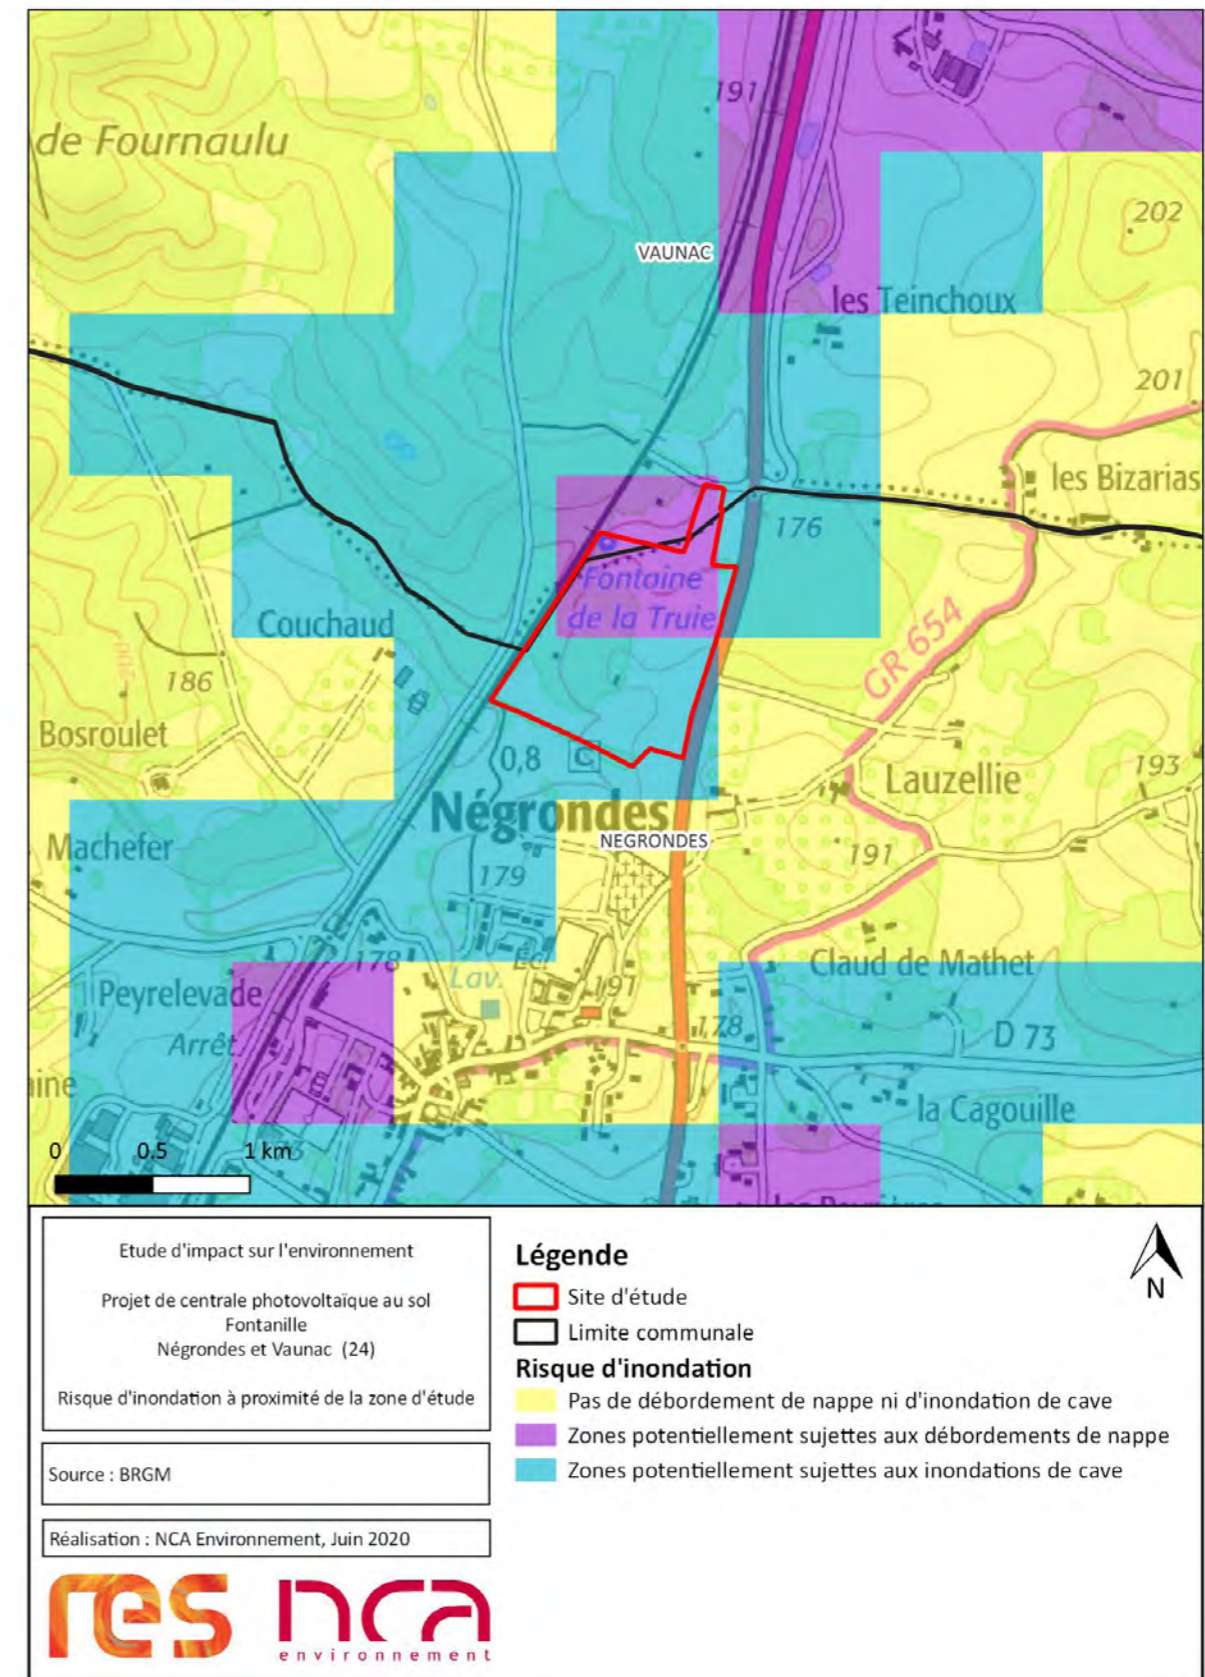 191
de Fournaulu
202
VAUNAC
les Teinchoux
201
les Bizarias
176
Fontaine
de la Truie
Couchaud
GR 654
186
Bosroulet
0,8
C
Lauzellie
193
Négrondes
NEGRONDES
Machefer
191
179
178
Claud de Mathet
Peyrelevade
Lav.
191
Arrêt
178
D 73
la Cagouille
0 0.5 1 km
Etude d'impact sur l'environnement
Projet de centrale photovoltaïque au sol
Fontanille
Négrondes et Vaunac (24)
Risque d'inondation à proximité de la zone d'étude
Source : BRGM
Réalisation : NCA Environnement, Juin 2020
res
nca
environnement
Légende
Site d'étude
Limite communale
Risque d'inondation
Pas de débordement de nappe ni d'inondation de cave
Zones potentiellement sujettes aux débordements de nappe
Zones potentiellement sujettes aux inondations de cave
N